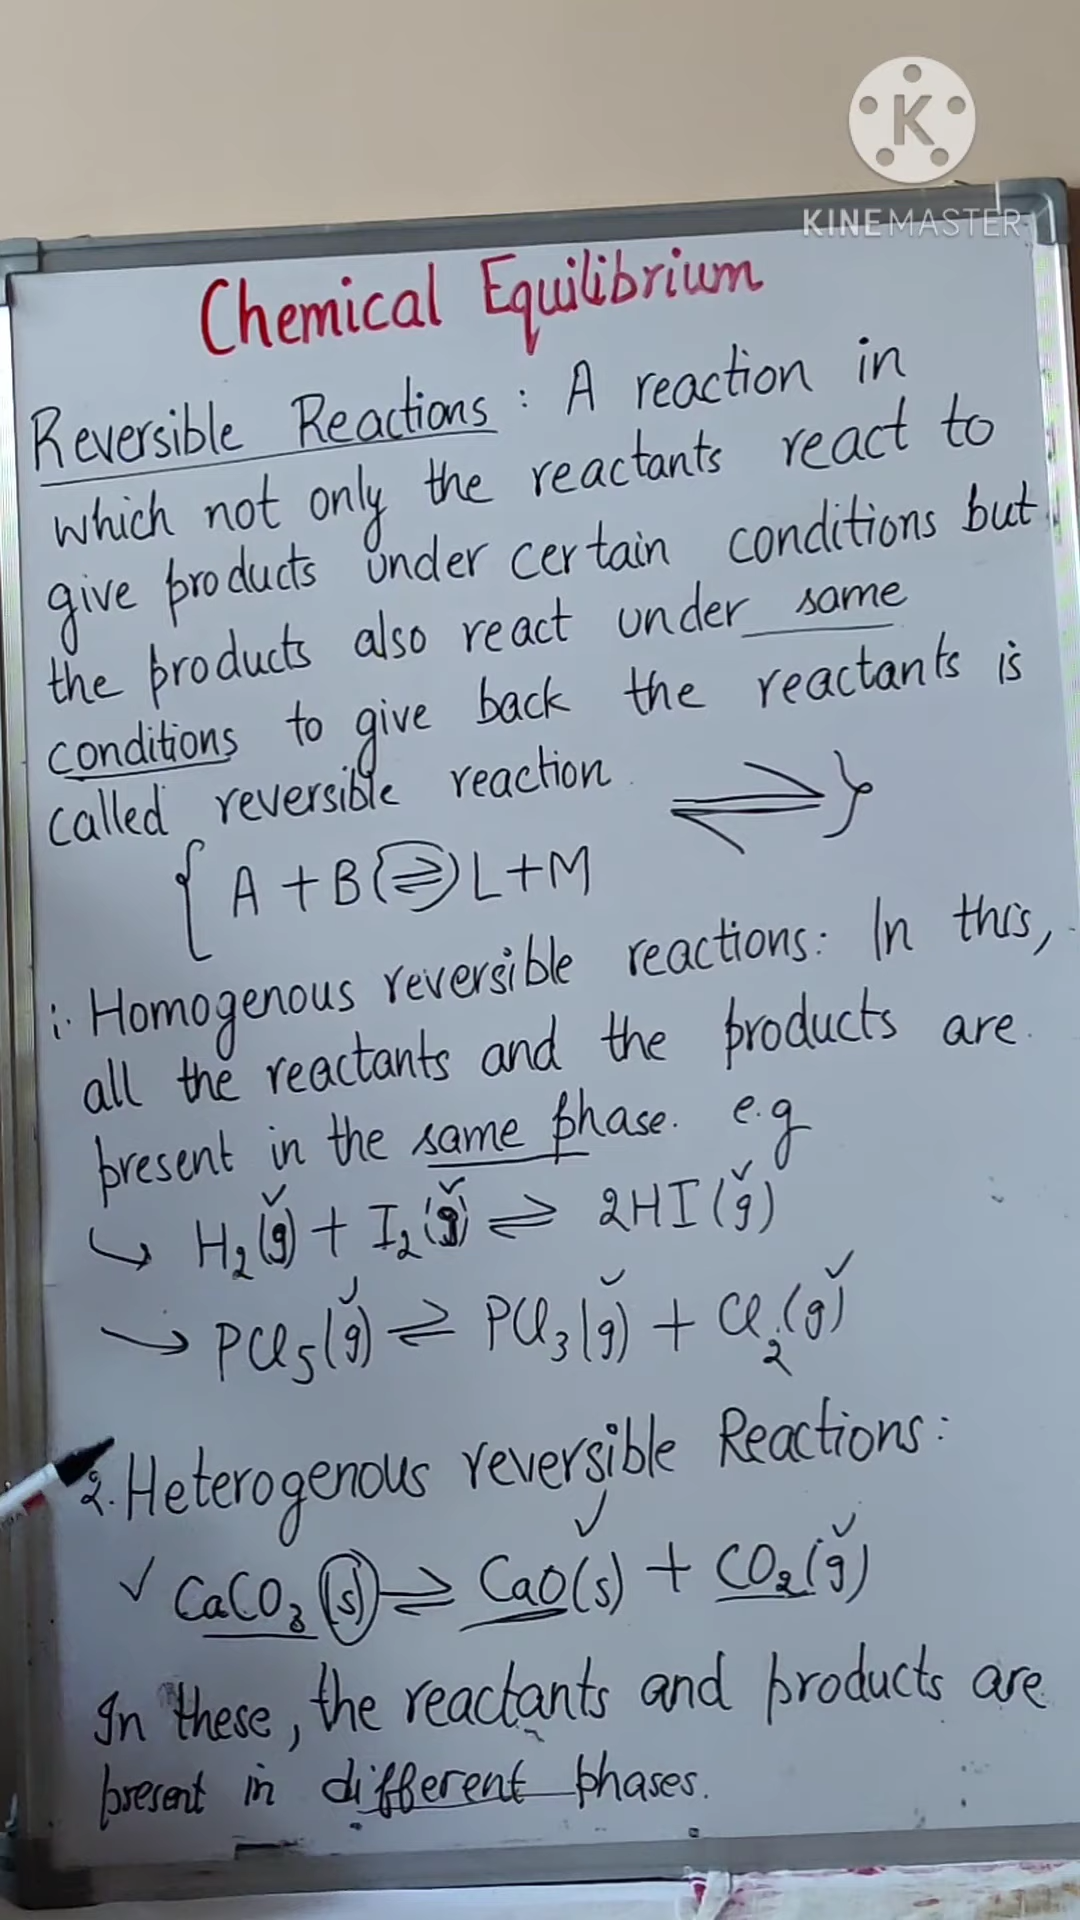 K
KINEMASTER
Chemical Equilibrium
Reversible Reactions : A reaction in
which not only the reactants react to
give products under certain conditions but
the products also react under same
conditions to give back the reactants is
called reversible reaction ⇌ }
{ A + B (⇌) L + M
i. Homogenous reversible reactions: In this,
all the reactants and the products are.
present in the same phase. e.g
↳ H₂(g) + I₂(g) ⇌ 2HI(g)
→ PCl₅(g) ⇌ PCl₃(g) + Cl₂(g)
2. Heterogenous reversible Reactions:
✓ CaCO₃(s) ⇌ CaO(s) + CO₂(g)
In these, the reactants and products are
present in different phases.